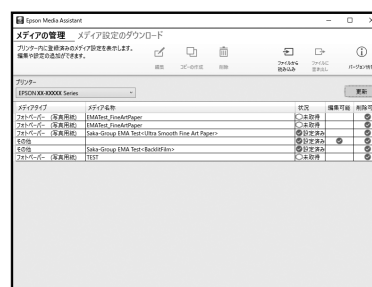 Epson Media Assistant
メディアの管理 メディア設定のダウンロード
プリンター内に登録済みのメディア設定を表示します。
編集や設定の追加ができます。
編集 コピーの作成 削除 ファイルから読み込み ファイルに書き出し バージョン情報
プリンター
EPSON XX-XXXXX Series 更新
メディアタイプ メディア名称 状況 編集可能 削除可
フォトペーパー (写真用紙) EMATest_FineArtPaper 未取得
フォトペーパー (写真用紙) EMATest_FineArtPaper 未取得
フォトペーパー (写真用紙) Saka-Group EMA Test<Ultra Smooth Fine Art Paper> 設定済み
その他 設定済み
その他 Saka-Group EMA Test<BacklitFilm> 設定済み
フォトペーパー (写真用紙) TEST 未取得